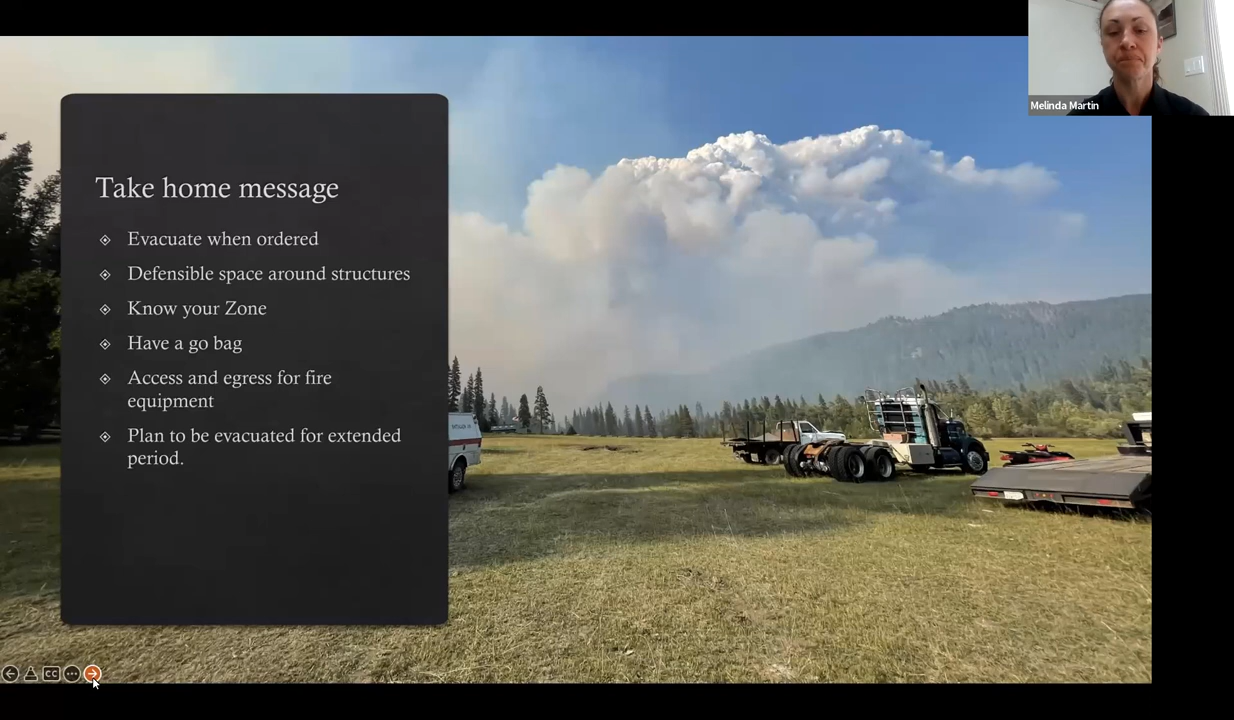 Melinda Martin
Take home message
Evacuate when ordered
Defensible space around structures
Know your Zone
Have a go bag
Access and egress for fire
equipment
Plan to be evacuated for extended
period.
CC